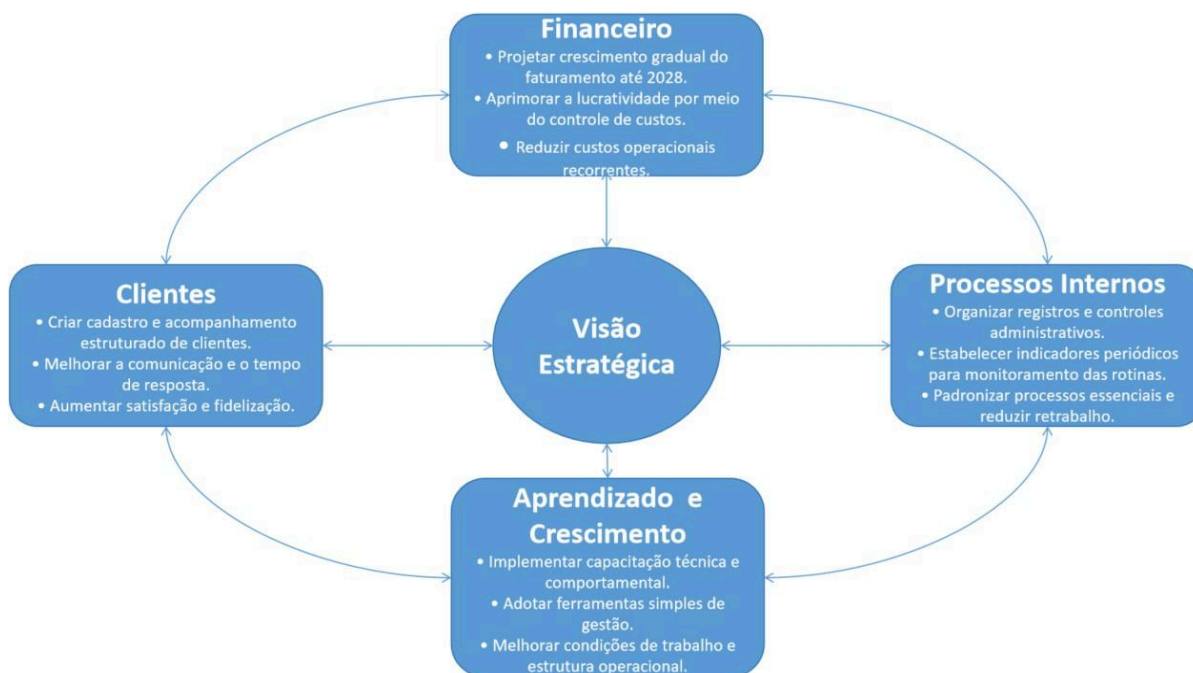 Financeiro
• Projetar crescimento gradual do
faturamento até 2028.
• Aprimorar a lucratividade por meio
do controle de custos.
• Reduzir custos operacionais
recorrentes.
Clientes
• Criar cadastro e acompanhamento
estruturado de clientes.
• Melhorar a comunicação e o tempo
de resposta.
• Aumentar satisfação e fidelização.
Visão
Estratégica
Processos Internos
• Organizar registros e controles
administrativos.
• Estabelecer indicadores periódicos
para monitoramento das rotinas.
• Padronizar processos essenciais e
reduzir retrabalho.
Aprendizado e
Crescimento
• Implementar capacitação técnica e
comportamental.
• Adotar ferramentas simples de
gestão.
• Melhorar condições de trabalho e
estrutura operacional.